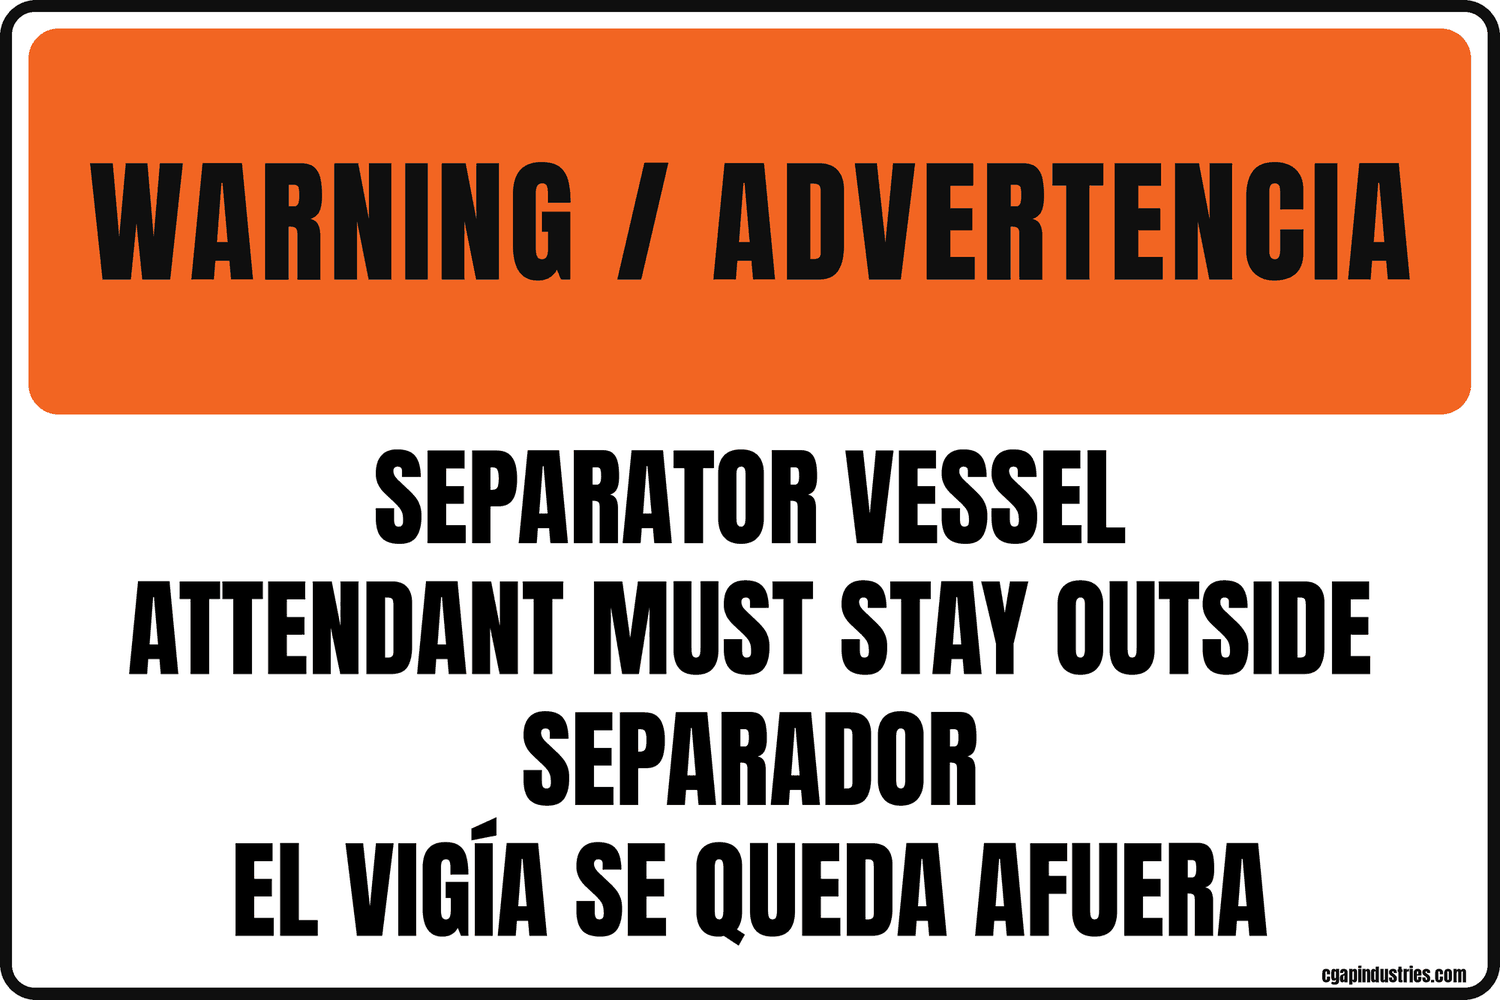 WARNING / ADVERTENCIA
SEPARATOR VESSEL
ATTENDANT MUST STAY OUTSIDE
SEPARADOR
EL VIGÍA SE QUEDA AFUERA
cgapindustries.com